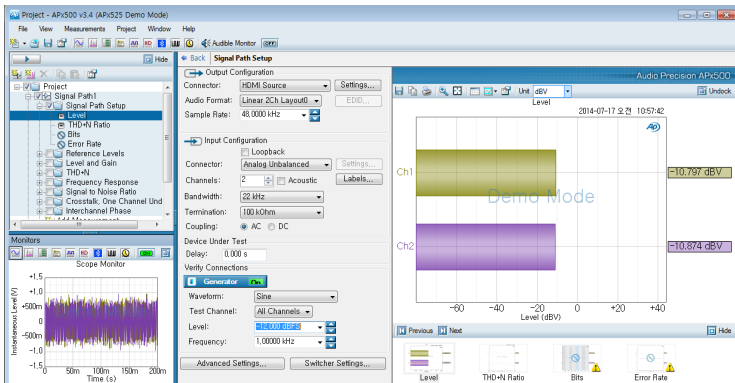 Project - APx500 v3.4 (APx525 Demo Mode)
File View Measurements Project Window Help
Audible Monitor OFF
Hide
Project
Signal Path1
Signal Path Setup
Level
THD+N Ratio
Bits
Error Rate
Reference Levels
Level and Gain
THD+N
Frequency Response
Signal to Noise Ratio
Crosstalk, One Channel Und
Interchannel Phase
Monitors
Scope Monitor
Instantaneous Level (V)
+1.5
+1.0
+500m
0
-500m
-1.0
-1.5
0 50m 100m 150m 200m
Time (s)
Back Signal Path Setup
Output Configuration
Connector: HDMI Source Settings...
Audio Format: Linear 2Ch Layout0 EDID...
Sample Rate: 48,0000 kHz
Input Configuration
Loopback
Connector: Analog Unbalanced Settings...
Channels: 2 Acoustic Labels...
Bandwidth: 22 kHz
Termination: 100 kOhm
Coupling: AC DC
Device Under Test
Delay: 0,000 s
Verify Connections
Generator On
Waveform: Sine
Test Channel: All Channels
Level: -12,000 dBFS
Frequency: 1,00000 kHz
Advanced Settings... Switcher Settings...
Audio Precision APx500
Unit dBV Undock
Level
2014-07-17 오전 10:57:42
AP
Ch1 -10.797 dBV
Demo Mode
Ch2 -10.874 dBV
-60 -40 -20 0 +20 +40
Level (dBV)
Previous Next Hide
Level THD+N Ratio Bits Error Rate